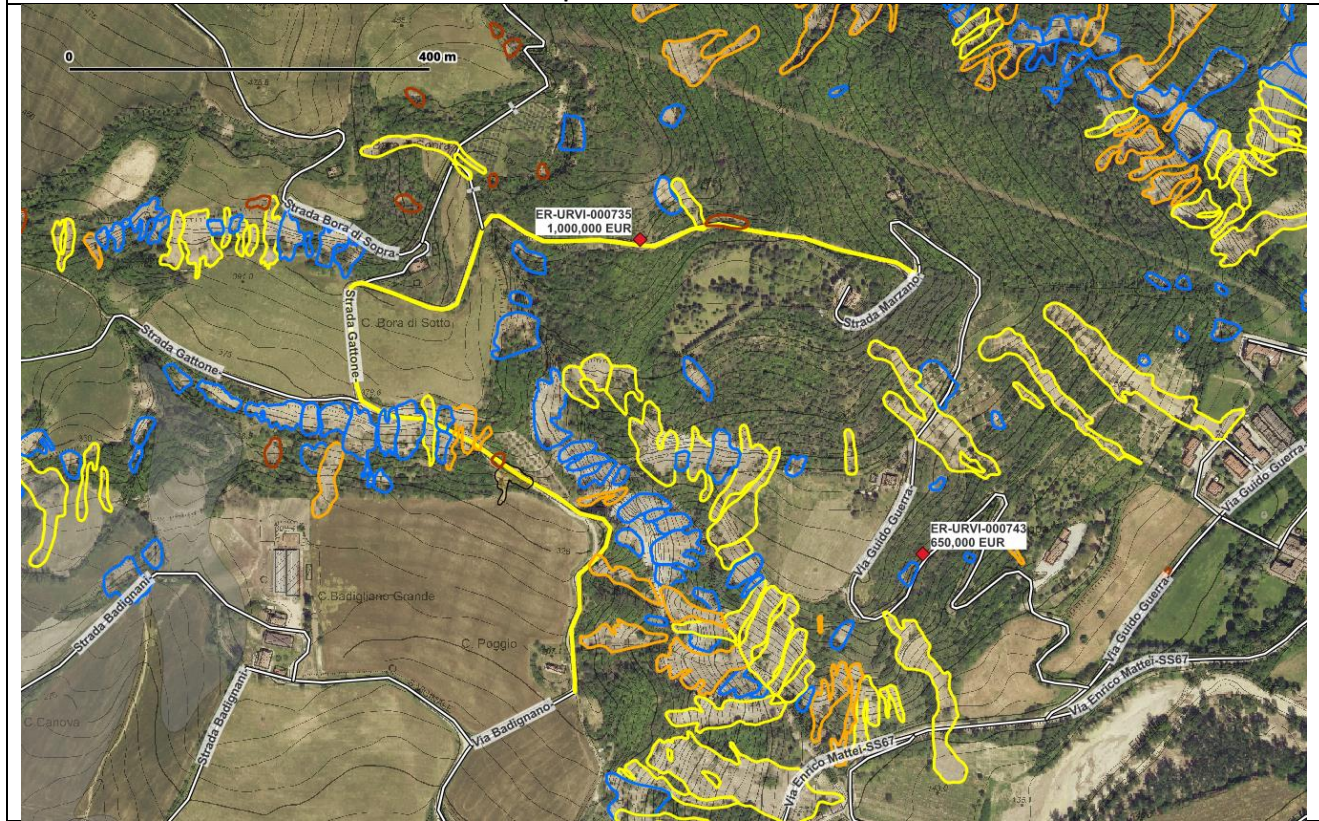 0 400 m
Strada Bora di Sopra
ER-URVI-000735
1,000,000 EUR
Strada Gattone
C. Bora di Sotto
Strada Marzano
Strada Gattone
Via Guido Guerra
Via Guido Guerra
ER-URVI-000743
650,000 EUR
Strada Badignani
C.Badigliano Grande
C. Poggio
Via Guido Guerra
C.Canova
Strada Badignani
Via Badignano
Via Enrico Mattei-SS67
Via Enrico Mattei-SS67